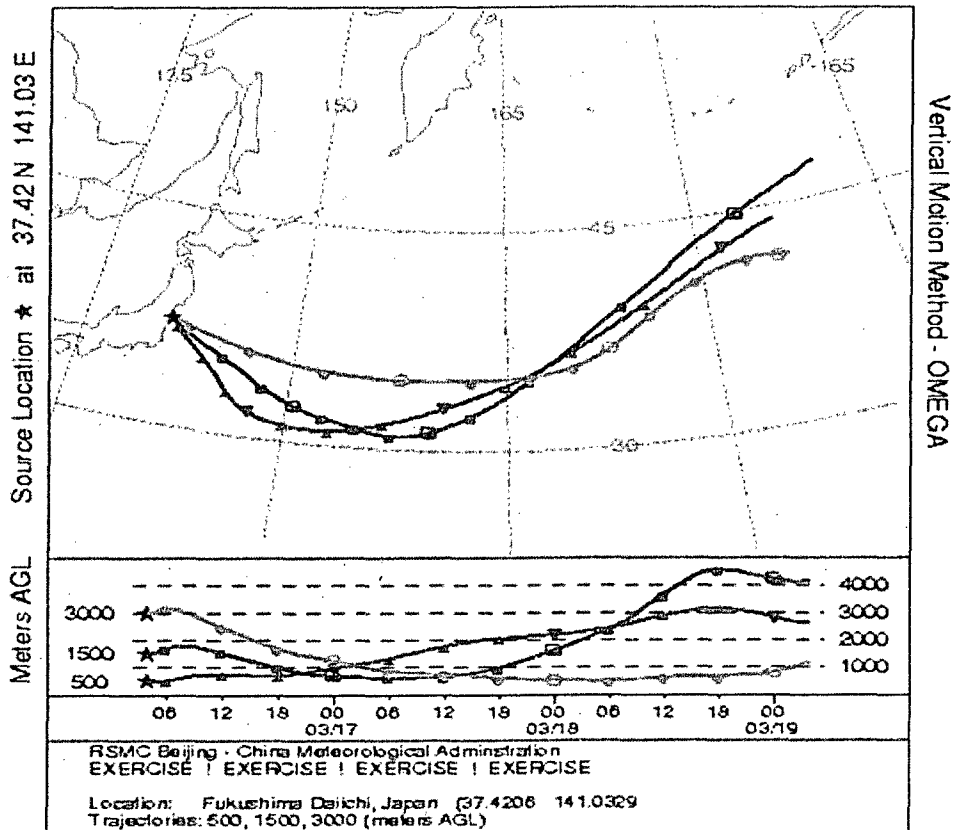 Source Location ★ at 37.42 N 141.03 E
Vertical Motion Method - OMEGA
150
165
-165
45
30
Meters AGL
3000
1500
500
4000
3000
2000
1000
06 12 18 00 06 12 18 00 06 12 18 00
03/17 03/18 03/19
RSMC Beijing - China Meteorological Adminstration
EXERCISE ! EXERCISE ! EXERCISE ! EXERCISE
Location: Fukushima Daiichi, Japan (37.4206 141.0329
Trajectories: 500, 1500, 3000 (meters AGL)